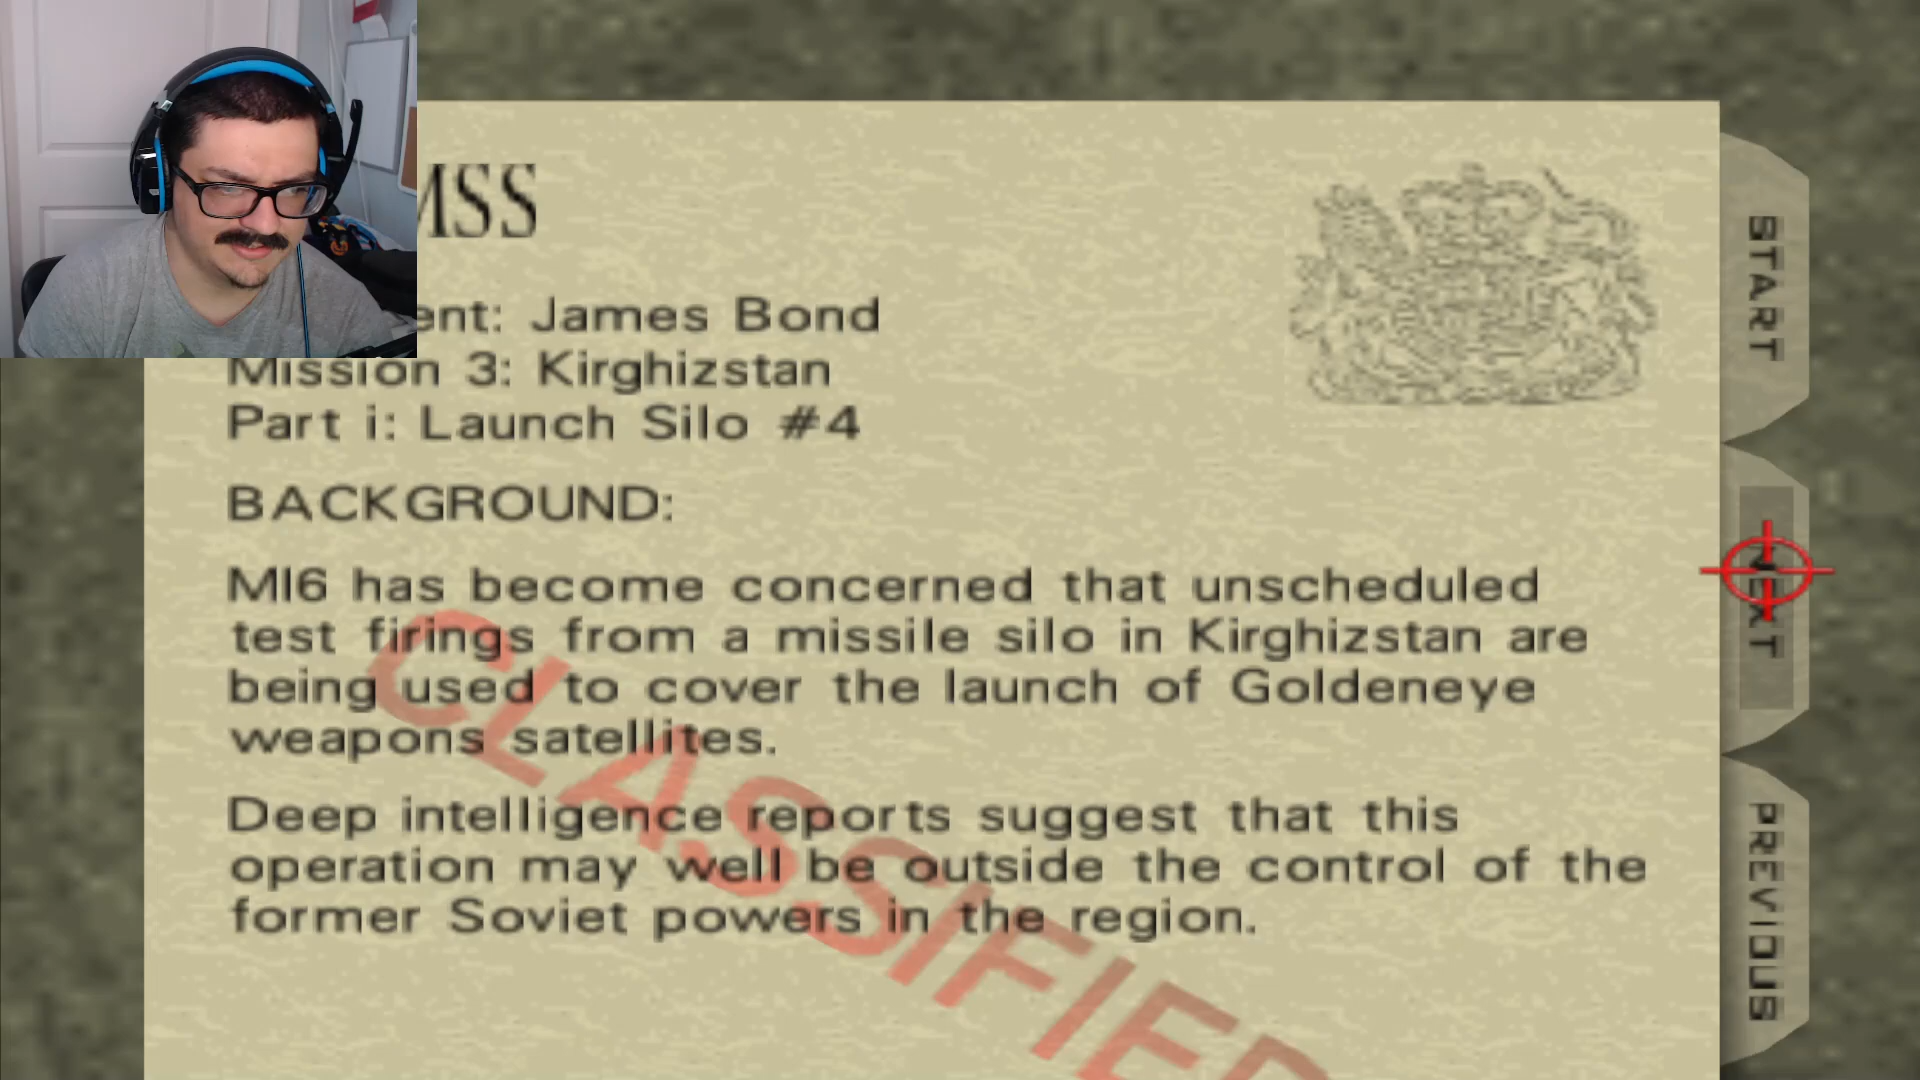 MSS
ent: James Bond
Mission 3: Kirghizstan
Part i: Launch Silo #4
BACKGROUND:
MI6 has become concerned that unscheduled
test firings from a missile silo in Kirghizstan are
being used to cover the launch of Goldeneye
weapons satellites.
Deep intelligence reports suggest that this
operation may well be outside the control of the
former Soviet powers in the region.
CLASSIFIED
START
NEXT
PREVIOUS